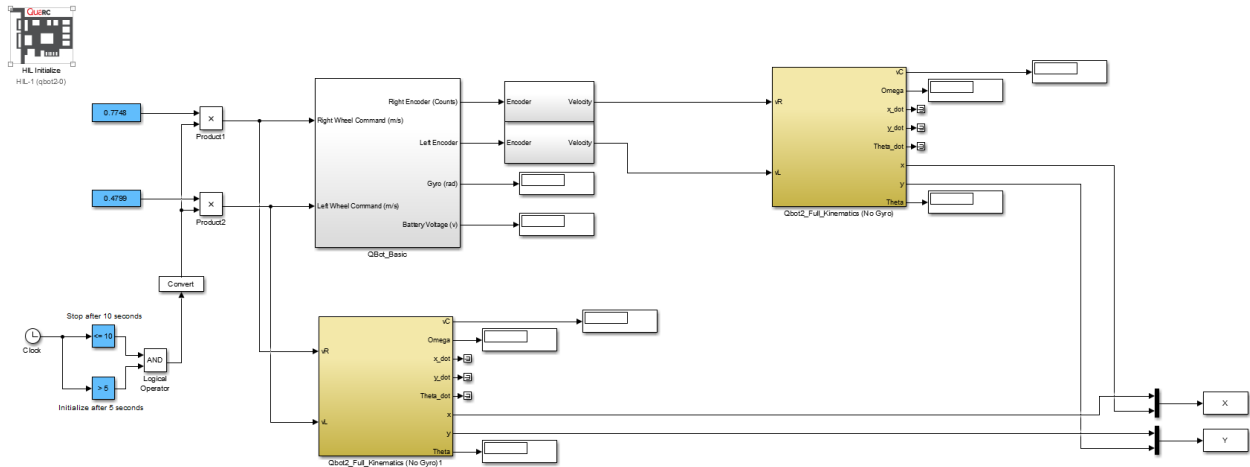 QUARC
HIL Initialize
HIL-1 (qbot2-0)
0.7748
×
Product1
0.4799
×
Product2
Convert
Stop after 10 seconds
Clock
<= 10
> 5
AND
Logical
Operator
Initialize after 5 seconds
Right Encoder (Counts)
Right Wheel Command (m/s)
Left Encoder
Gyro (rad)
Left Wheel Command (m/s)
Battery Voltage (v)
QBot_Basic
Encoder
Velocity
Encoder
Velocity
vR
vL
vC
Omega
x_dot
y_dot
Theta_dot
x
y
Theta
Qbot2_Full_Kinematics (No Gyro)
vR
vL
vC
Omega
x_dot
y_dot
Theta_dot
x
y
Theta
Qbot2_Full_Kinematics (No Gyro)1
X
Y